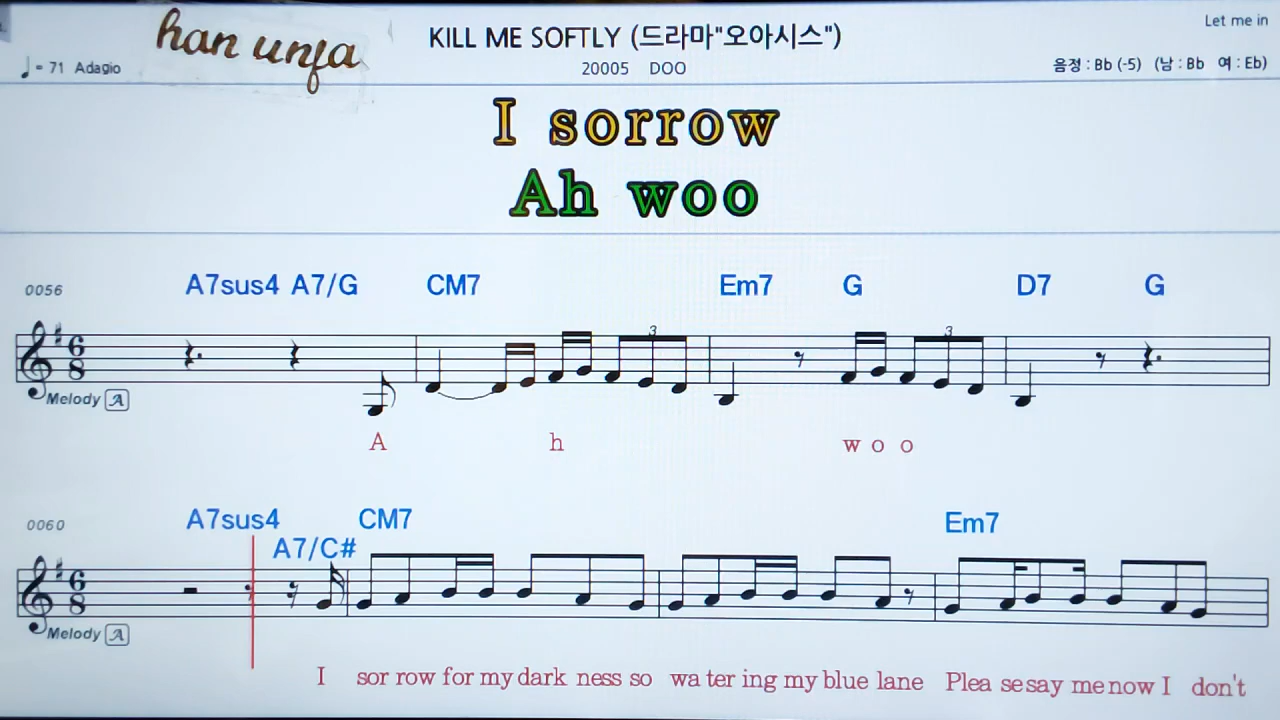 han unja
KILL ME SOFTLY (드라마"오아시스")
Let me in
♩= 71 Adagio
20005 DOO
음정 : Bb (-5) (남 : Bb 여 : Eb)
I sorrow
Ah woo
0056
A7sus4 A7/G CM7 Em7 G D7 G
3 3
6
8
Melody A
A h w o o
0060
A7sus4 A7/C# CM7 Em7
6
8
Melody A
I sor row for my dark ness so wa ter ing my blue lane Plea se say me now I don't